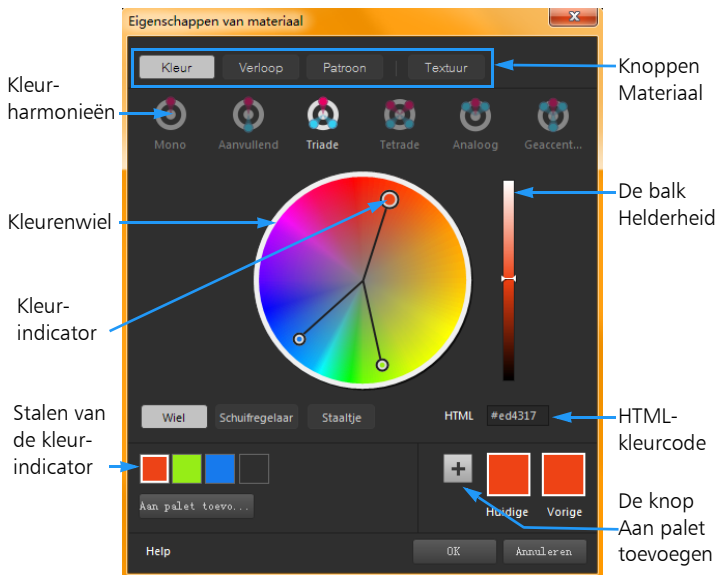 Eigenschappen van materiaal
Kleur Verloop Patroon Textuur
Knoppen
Materiaal
Kleur-
harmonieën
Mono Aanvullend Triade Tetrade Analoog Geaccent...
De balk
Helderheid
Kleurenwiel
Kleur-
indicator
Stalen van
de kleur-
indicator
Wiel Schuifregelaar Staaltje HTML #ed4317
HTML-
kleurcode
Aan palet toevo...
Huidige Vorige
De knop
Aan palet
toevoegen
Help OK Annuleren